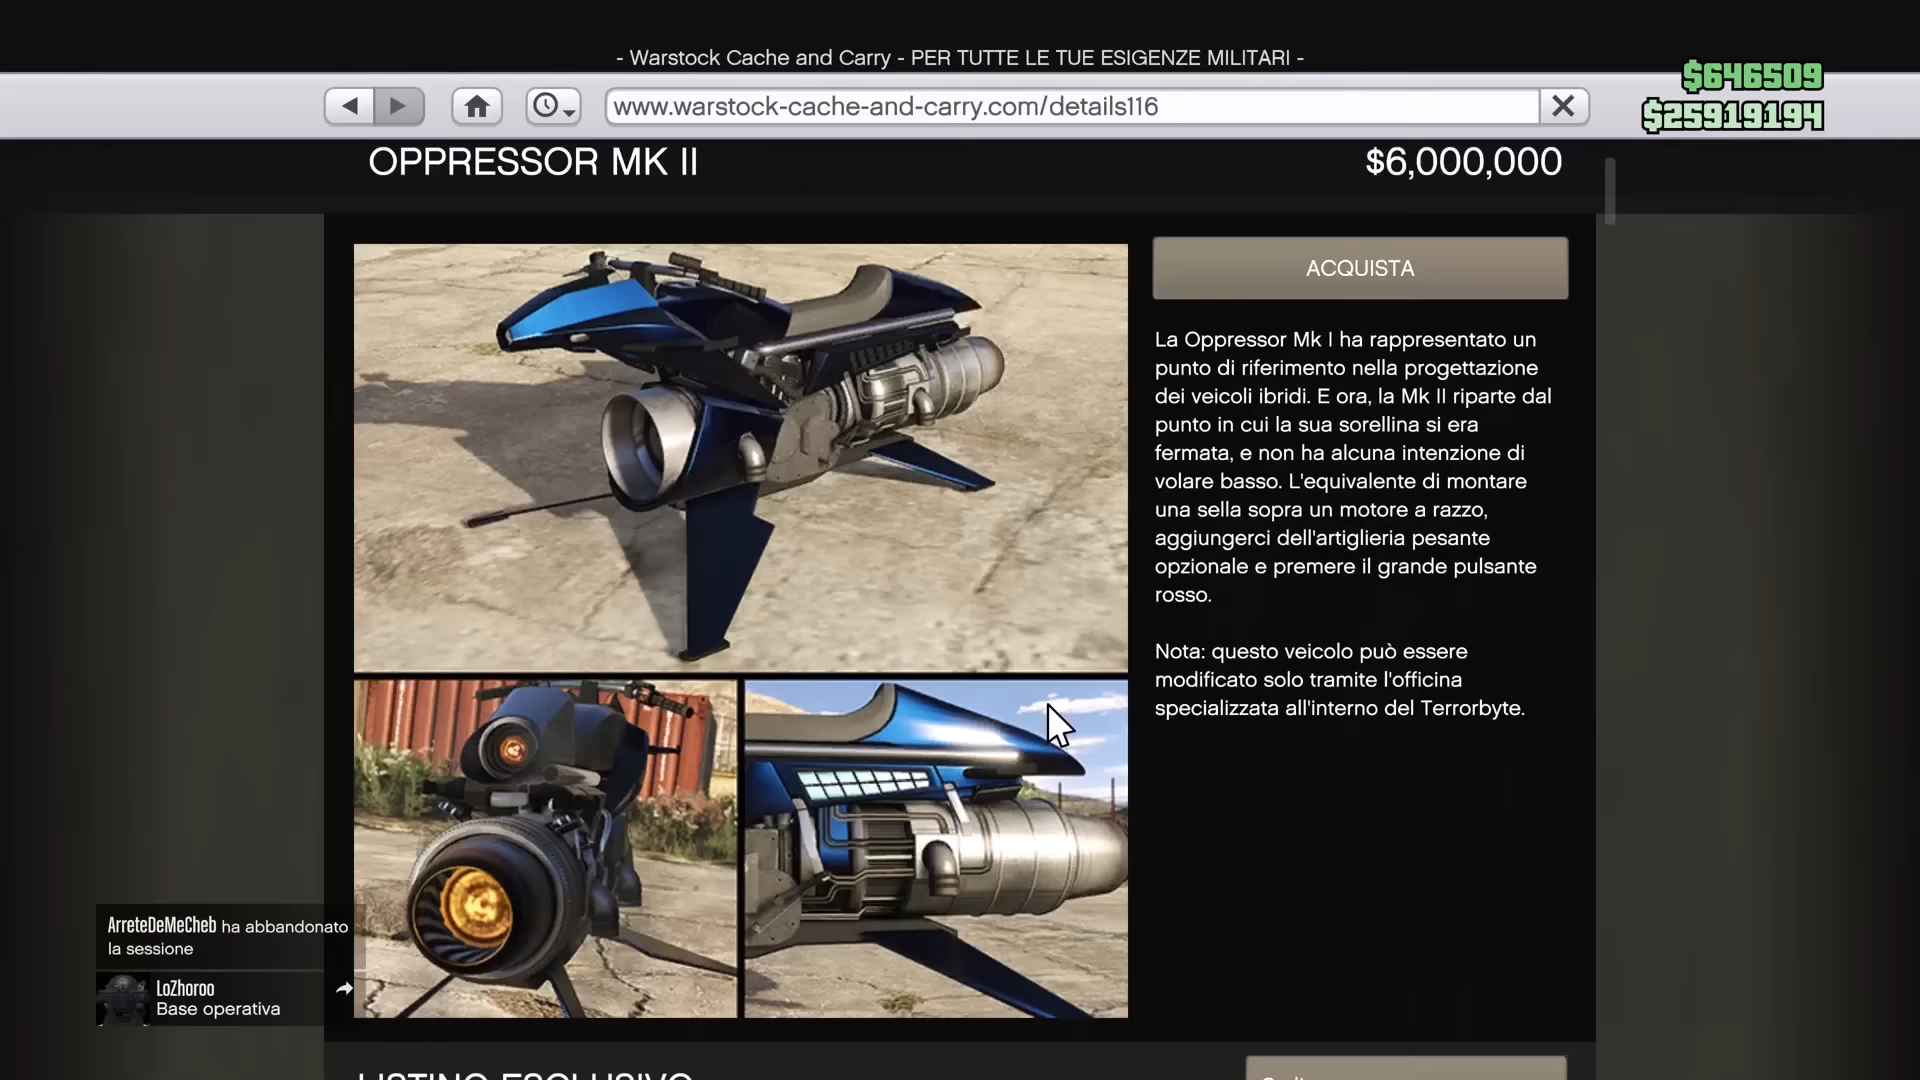 - Warstock Cache and Carry - PER TUTTE LE TUE ESIGENZE MILITARI -
$646509
www.warstock-cache-and-carry.com/details116
$25919194
OPPRESSOR MK II
$6,000,000
ACQUISTA
La Oppressor Mk I ha rappresentato un
punto di riferimento nella progettazione
dei veicoli ibridi. E ora, la Mk II riparte dal
punto in cui la sua sorellina si era
fermata, e non ha alcuna intenzione di
volare basso. L'equivalente di montare
una sella sopra un motore a razzo,
aggiungerci dell'artiglieria pesante
opzionale e premere il grande pulsante
rosso.
Nota: questo veicolo può essere
modificato solo tramite l'officina
specializzata all'interno del Terrorbyte.
ArreteDeMeCheb ha abbandonato
la sessione
LoZhoroo
Base operativa
LISTINO ESCLUSIVO